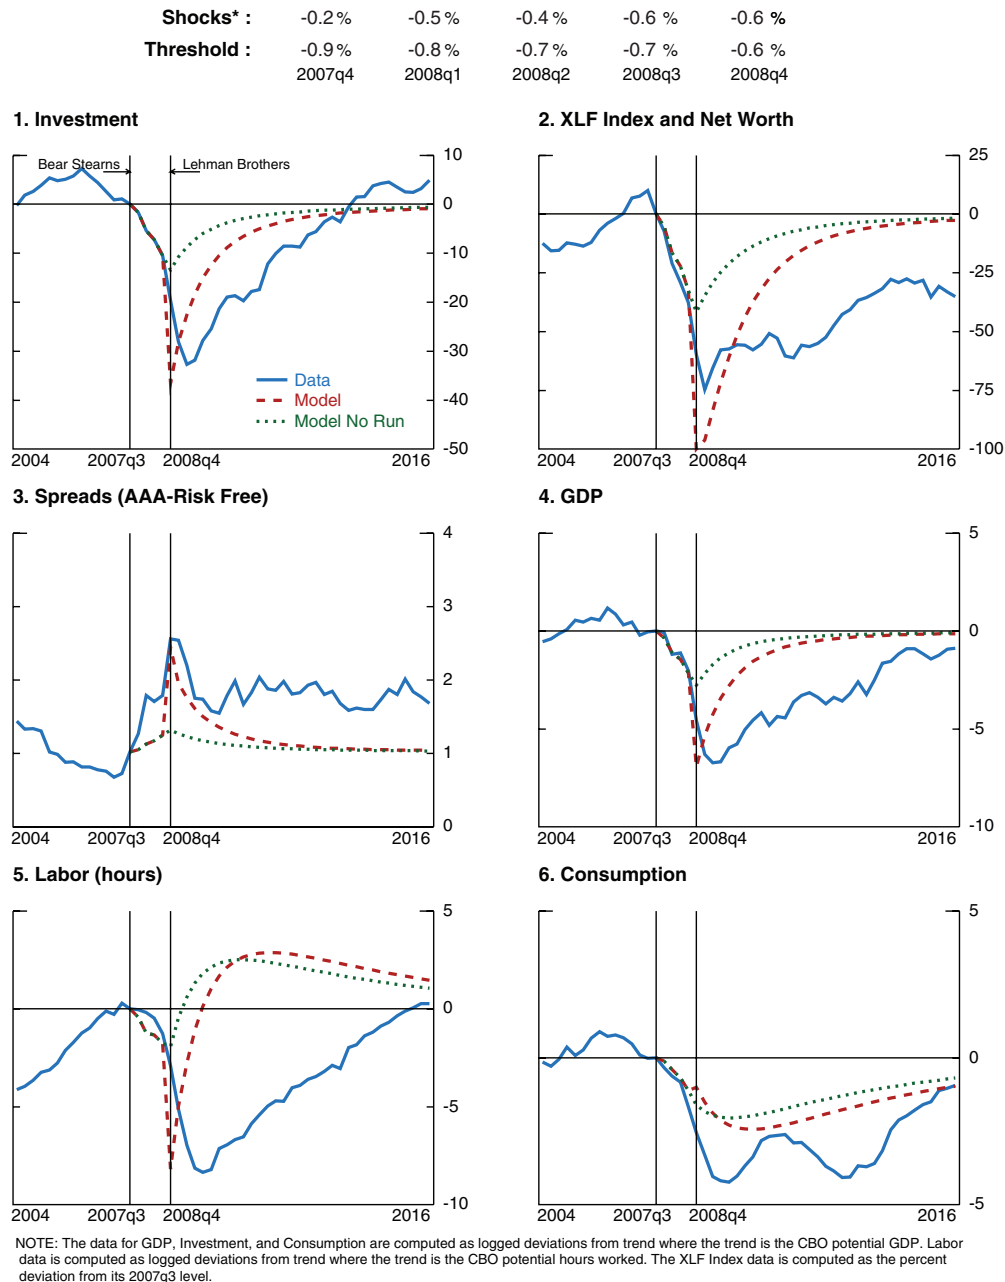 Shocks* : -0.2 % -0.5 % -0.4 % -0.6 % -0.6 %
Threshold : -0.9 % -0.8 % -0.7 % -0.7 % -0.6 %
2007q4 2008q1 2008q2 2008q3 2008q4
1. Investment
Bear Stearns
Lehman Brothers
10
0
-10
-20
-30
-40
-50
Data
Model
Model No Run
2004 2007q3 2008q4 2016
2. XLF Index and Net Worth
25
0
-25
-50
-75
-100
2004 2007q3 2008q4 2016
3. Spreads (AAA-Risk Free)
4
3
2
1
0
2004 2007q3 2008q4 2016
4. GDP
5
0
-5
-10
2004 2007q3 2008q4 2016
5. Labor (hours)
5
0
-5
-10
2004 2007q3 2008q4 2016
6. Consumption
5
0
-5
2004 2007q3 2008q4 2016
NOTE: The data for GDP, Investment, and Consumption are computed as logged deviations from trend where the trend is the CBO potential GDP. Labor
data is computed as logged deviations from trend where the trend is the CBO potential hours worked. The XLF Index data is computed as the percent
deviation from its 2007q3 level.